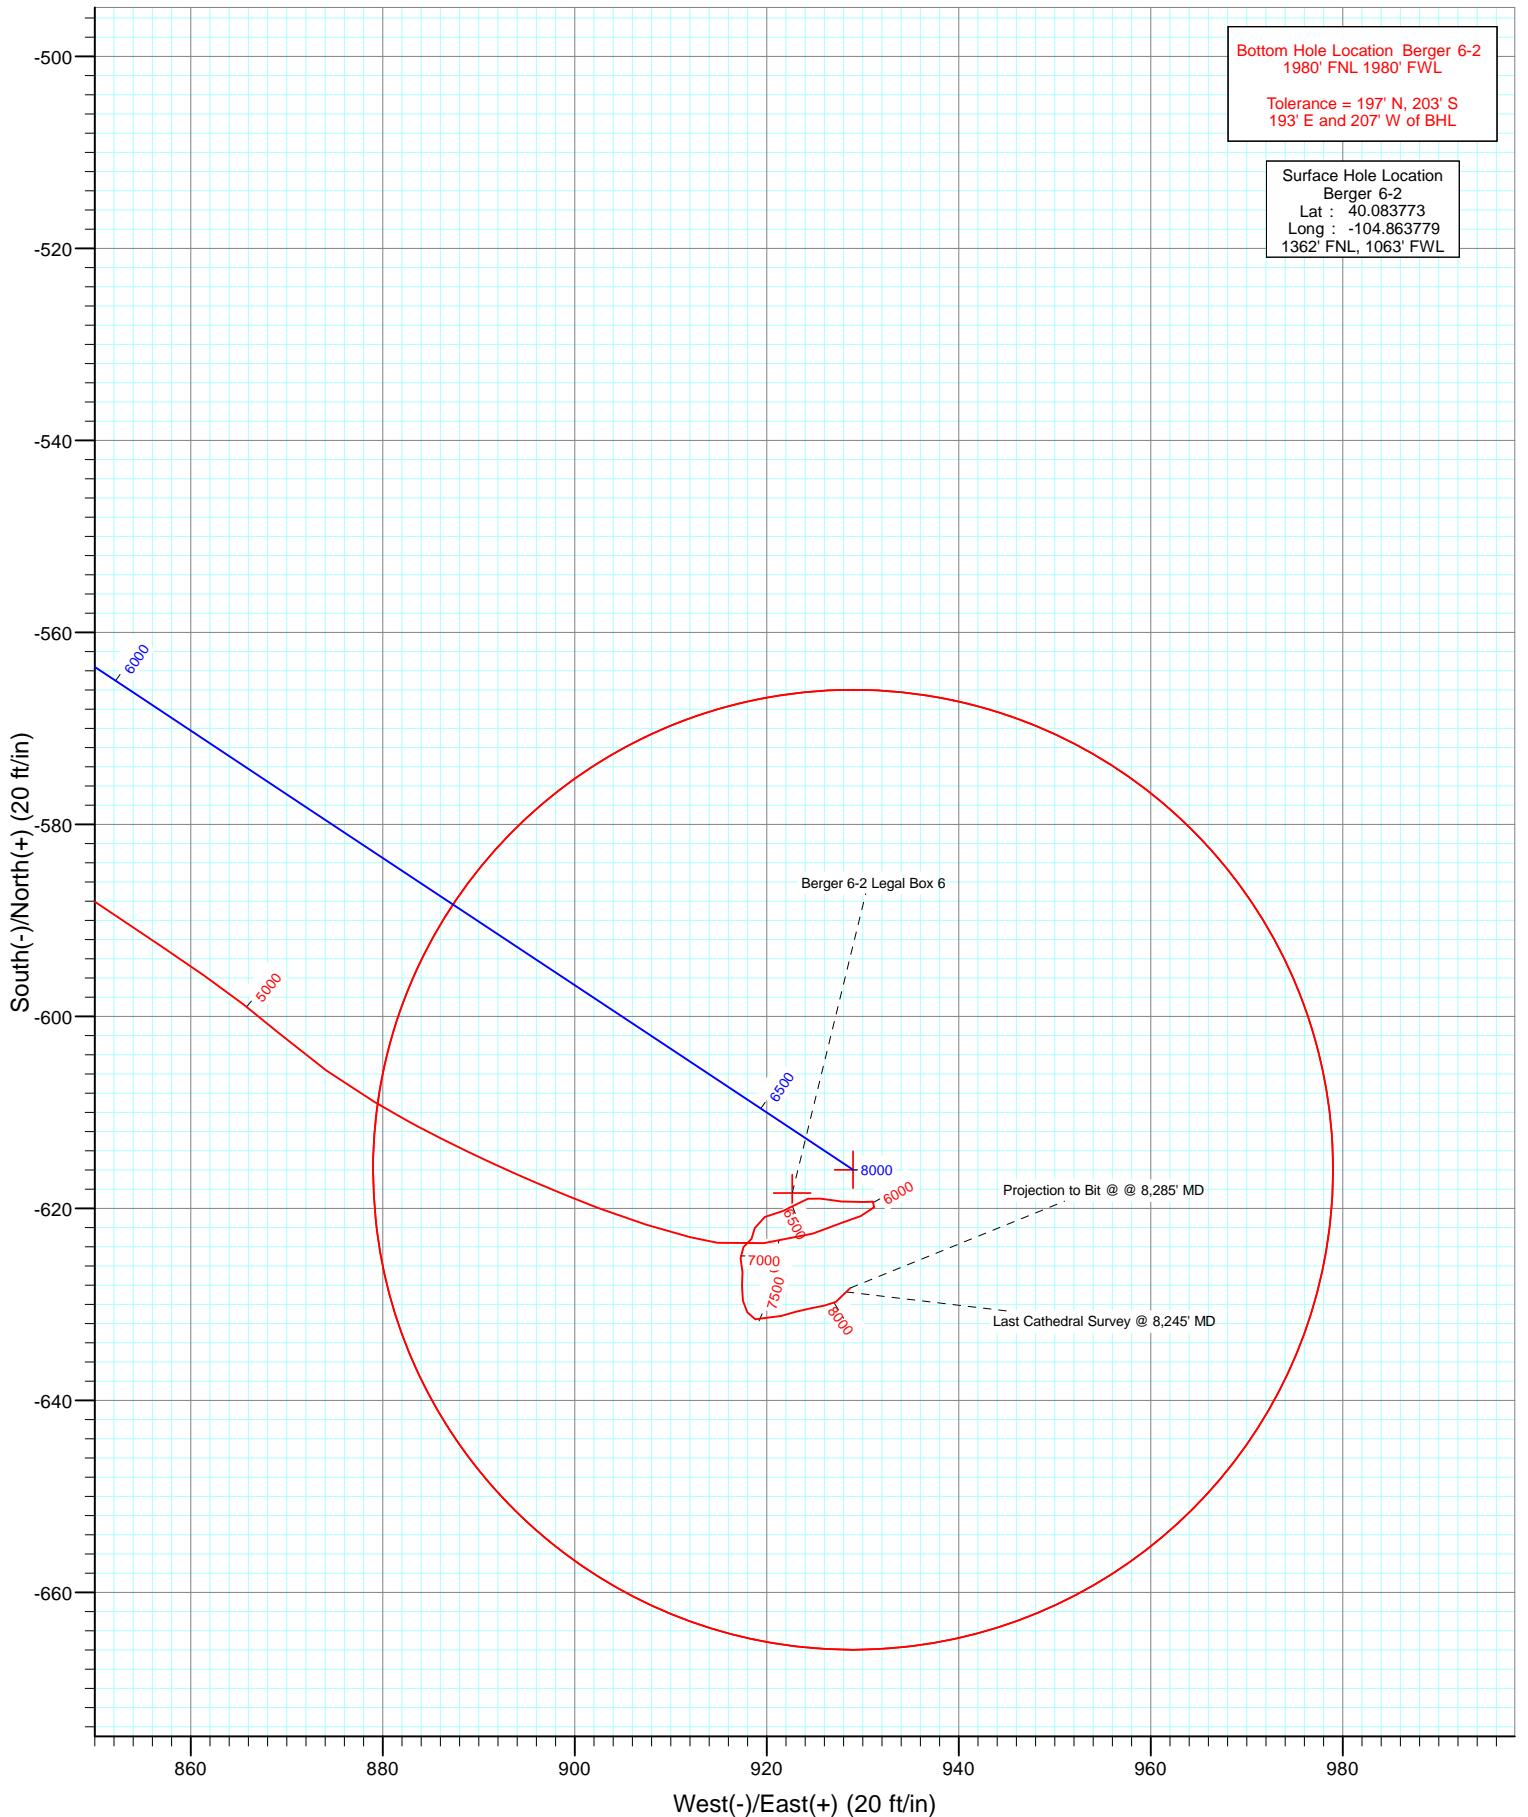 Bottom Hole Location Berger 6-2
1980' FNL 1980' FWL
Tolerance = 197' N, 203' S
193' E and 207' W of BHL
Surface Hole Location
Berger 6-2
Lat : 40.083773
Long : -104.863779
1362' FNL, 1063' FWL
-500
-520
-540
-560
-580
-600
-620
-640
-660
South(-)/North(+) (20 ft/in)
6000
6500
8000
5000
Berger 6-2 Legal Box 6
6000
6500
7000
7500
8000
Projection to Bit @ @ 8,285' MD
Last Cathedral Survey @ 8,245' MD
860
880
900
920
940
960
980
West(-)/East(+) (20 ft/in)